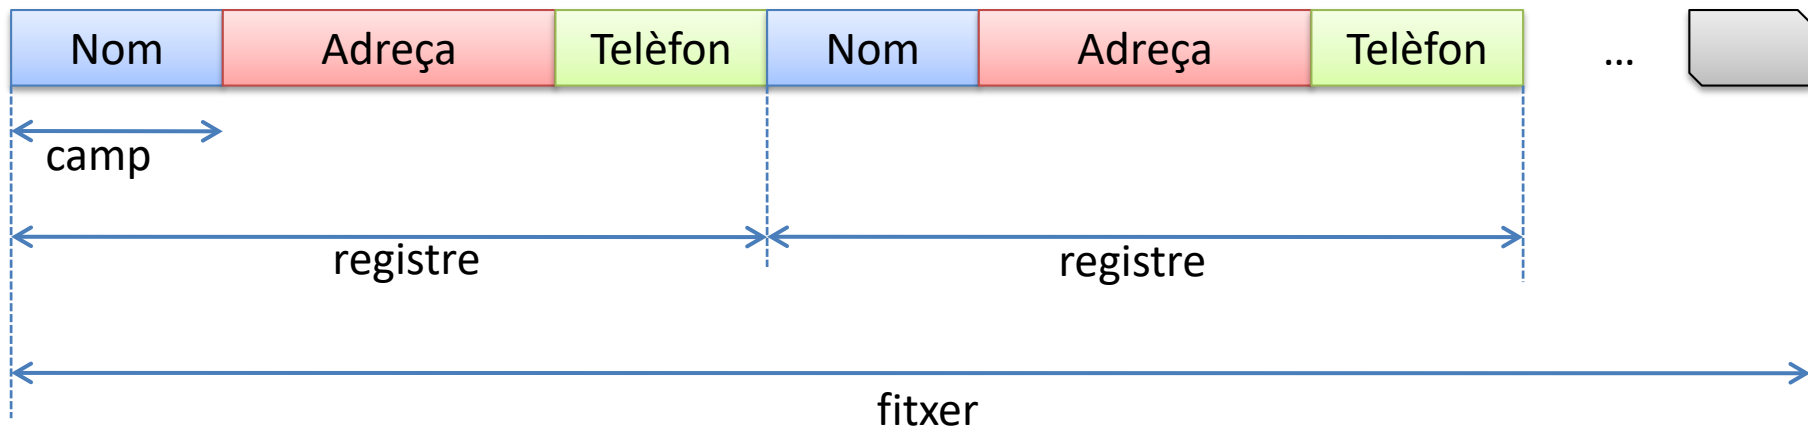 Nom Adreça Telèfon Nom Adreça Telèfon ...
camp
registre registre
fitxer